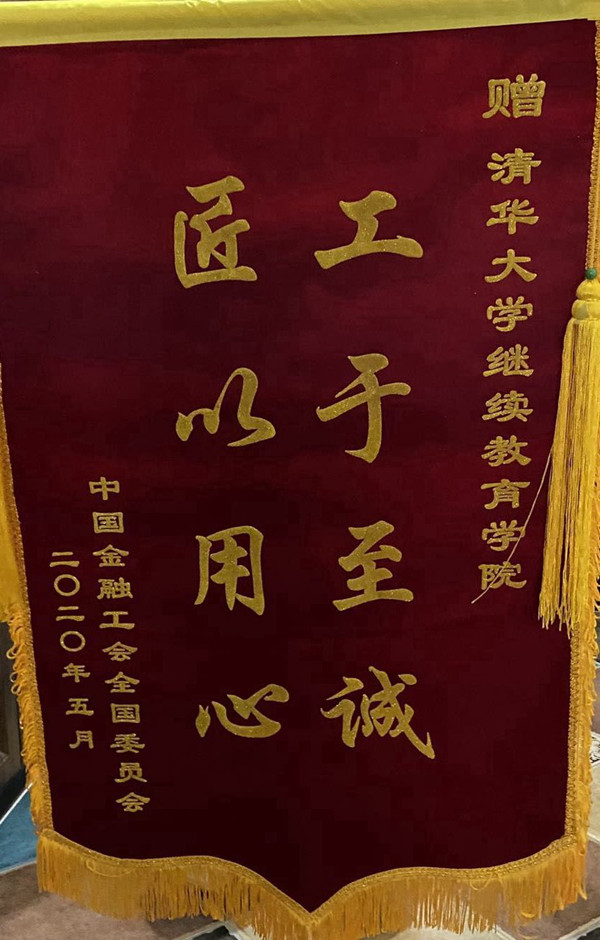 赠 清华大学继续教育学院
工于至诚
匠以用心
中国金融工会全国委员会
二〇二〇年五月